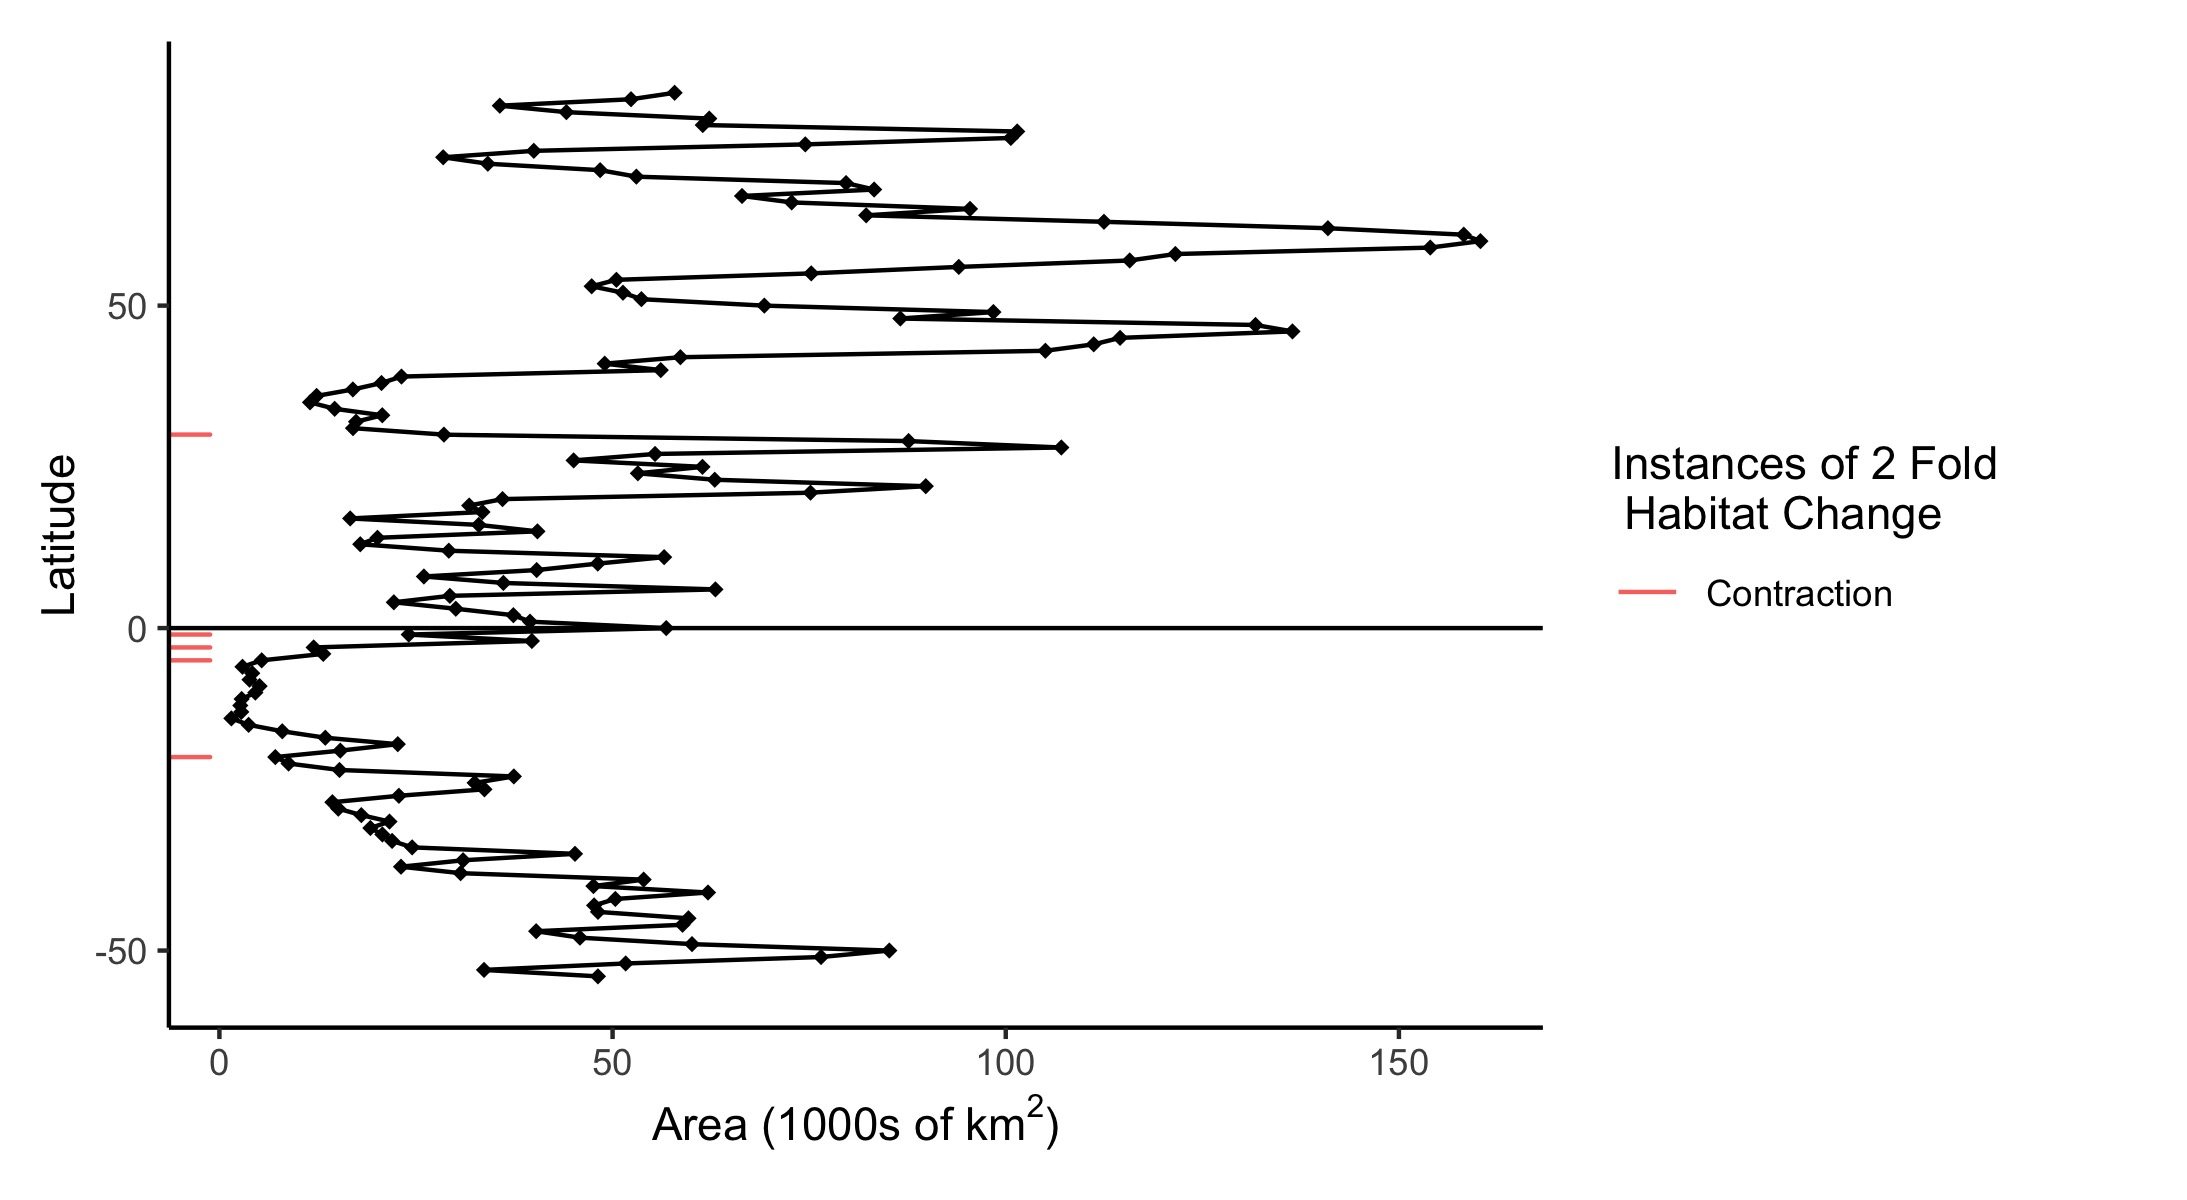 50
0
-50
Latitude
0
50
100
150
Area (1000s of km²)
Instances of 2 Fold
Habitat Change
Contraction